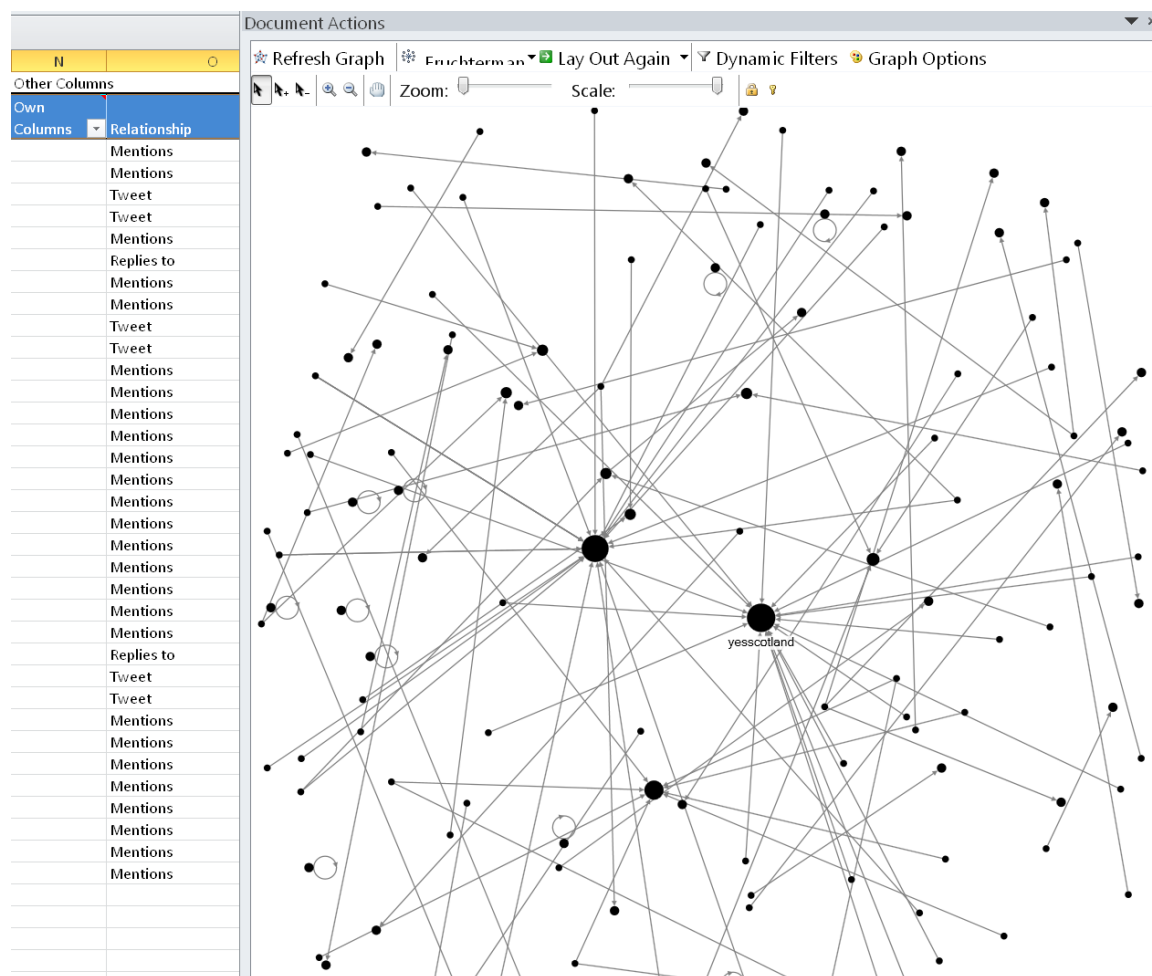 Document Actions
Refresh Graph Fruchterman Lay Out Again Dynamic Filters Graph Options
Zoom: Scale:
N O
Other Columns
Own
Columns Relationship
Mentions
Mentions
Tweet
Tweet
Mentions
Replies to
Mentions
Mentions
Tweet
Tweet
Mentions
Mentions
Mentions
Mentions
Mentions
Mentions
Mentions
Mentions
Mentions
Mentions
Mentions
Mentions
Mentions
Replies to
Tweet
Tweet
Mentions
Mentions
Mentions
Mentions
Mentions
Mentions
Mentions
Mentions
yesscotland